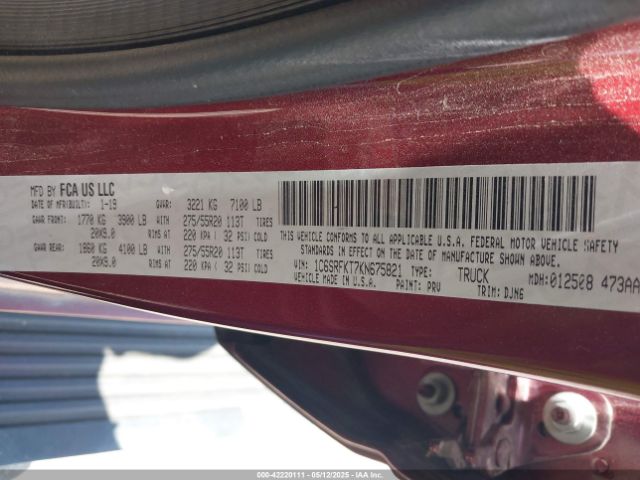 MFD BY FCA US LLC
DATE OF MFR(BUILT): 1-19 GVWR: 3221 KG 7100 LB
GAWR FRONT: 1770 KG 3900 LB WITH 275/55R20 113T TIRES
20X9.0 RIMS AT 220 KPA ( 32 PSI) COLD
GAWR REAR: 1860 KG 4100 LB WITH 275/55R20 113T TIRES
20X9.0 RIMS AT 220 KPA ( 32 PSI) COLD
THIS VEHICLE CONFORMS TO ALL APPLICABLE U.S.A. FEDERAL MOTOR VEHICLE SAFETY
STANDARDS IN EFFECT ON THE DATE OF MANUFACTURE SHOWN ABOVE.
VIN: 1C6SRFKT7KN675821 TYPE: TRUCK MDH:012508 473AA
VEHICLE MADE IN U.S.A. PAINT: PRV TRIM: DJN6
000-42220111 - 05/12/2025 - IAAI.COM